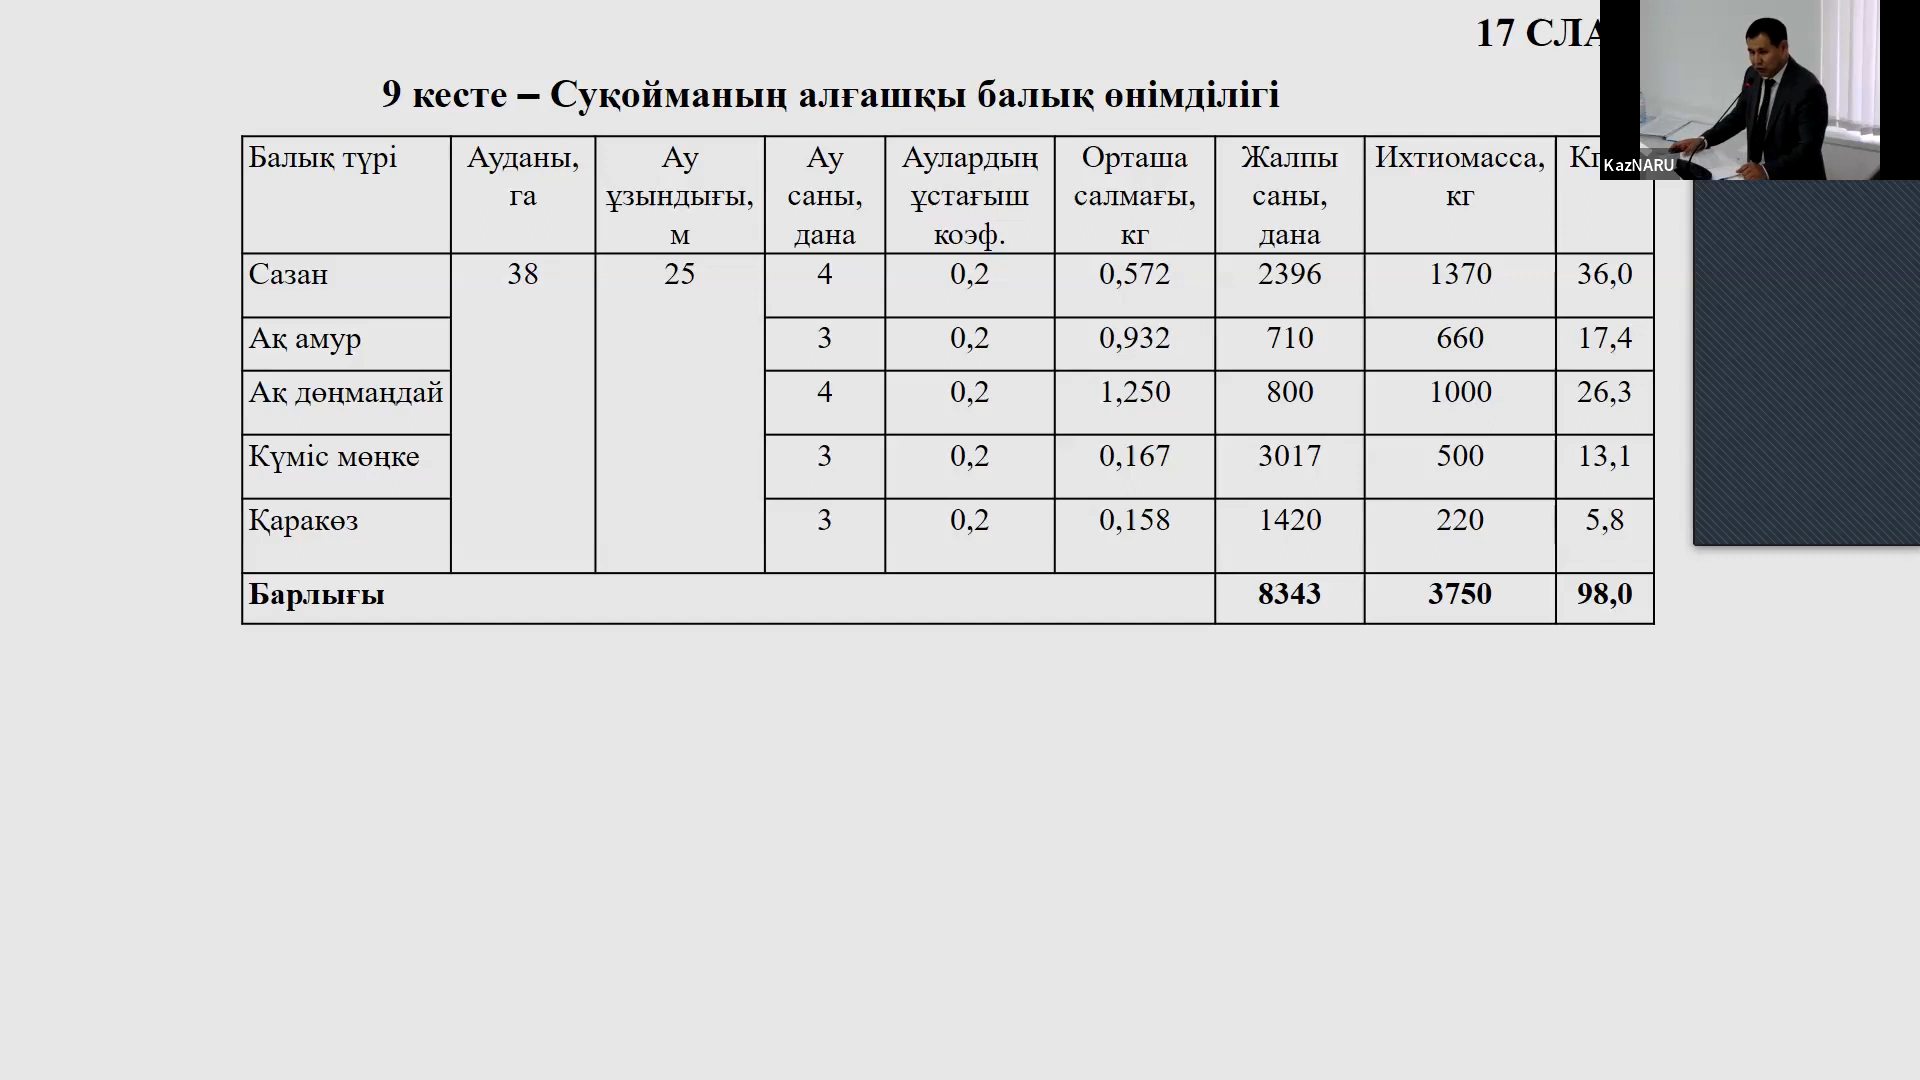 17 СЛА
9 кесте – Суқойманың алғашқы балық өнімділігі
KazNARU
Балық түрі Ауданы, га Ау ұзындығы, м Ау саны, дана Аулардың ұстағыш коэф. Орташа салмағы, кг Жалпы саны, дана Ихтиомасса, кг
Сазан 38 25 4 0,2 0,572 2396 1370 36,0
Ақ амур 3 0,2 0,932 710 660 17,4
Ақ дөңмаңдай 4 0,2 1,250 800 1000 26,3
Күміс мөңке 3 0,2 0,167 3017 500 13,1
Қаракөз 3 0,2 0,158 1420 220 5,8
Барлығы 8343 3750 98,0